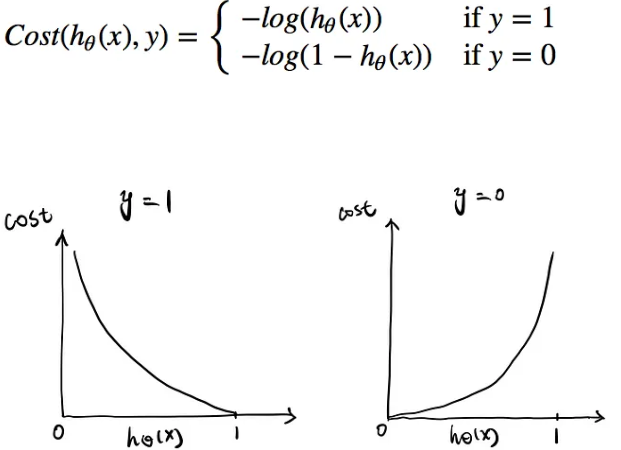 Cost(hθ(x), y) = { −log(hθ(x)) if y = 1
−log(1 − hθ(x)) if y = 0
y = 1
cost
0 hθ(x) 1
y = 0
cost
0 hθ(x) 1